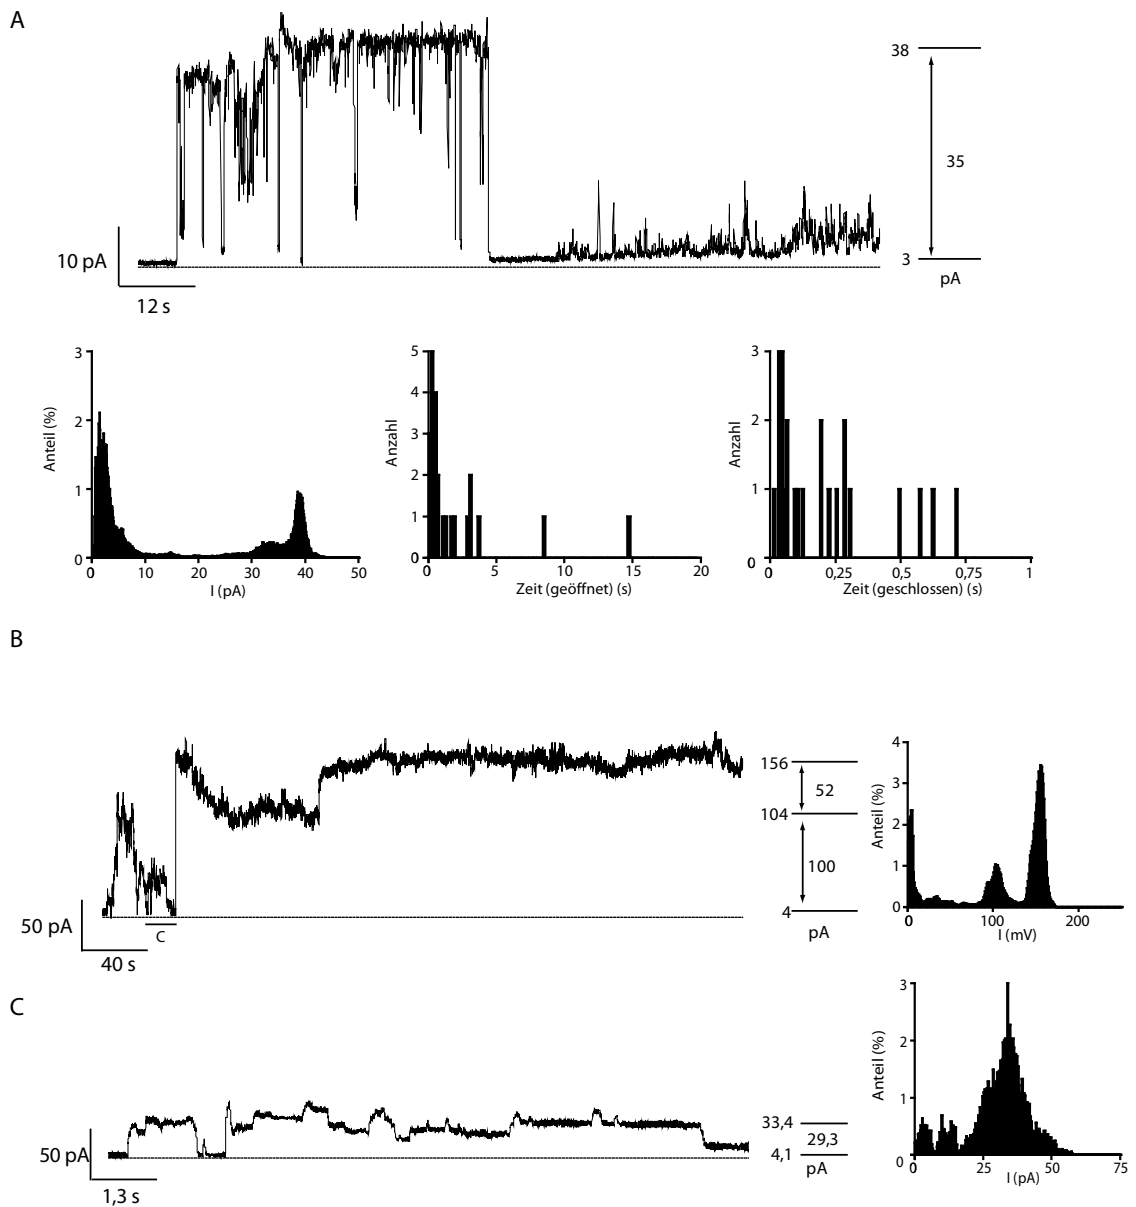 A
38
35
3
pA
10 pA
12 s
3
2
1
0
Anteil (%)
0 10 20 30 40 50
I (pA)
5
4
3
2
1
0
Anzahl
0 5 10 15 20
Zeit (geöffnet) (s)
3
2
1
0
Anzahl
0 0,25 0,5 0,75 1
Zeit (geschlossen) (s)
B
156
52
104
100
4
pA
50 pA
40 s
C
4
3
2
1
0
Anteil (%)
0 100 200
I (mV)
C
33,4
29,3
4,1
pA
50 pA
1,3 s
3
2
1
0
Anteil (%)
0 25 50 75
I (pA)